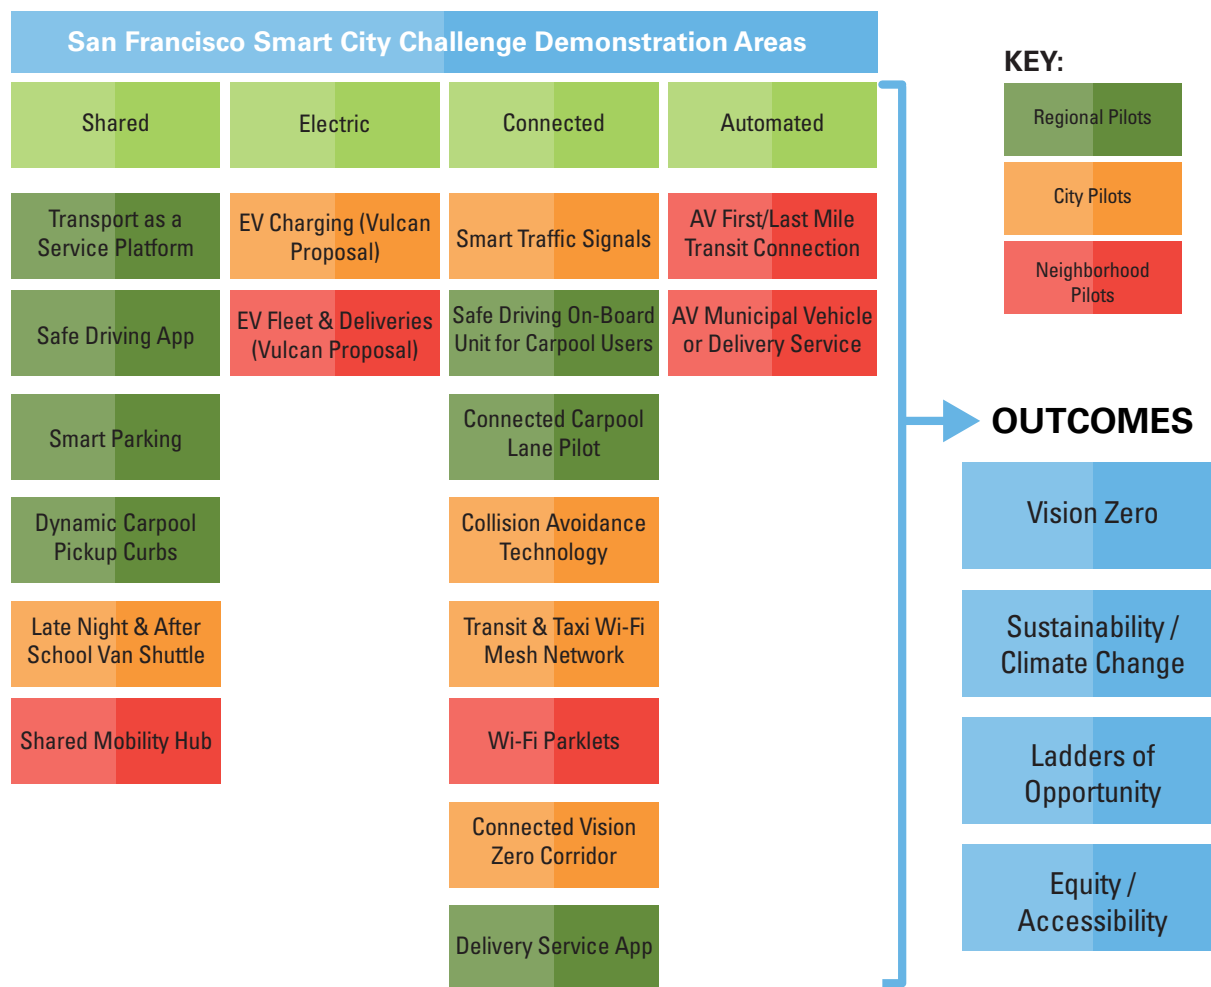 San Francisco Smart City Challenge Demonstration Areas
Shared
Electric
Connected
Automated
Transport as a
Service Platform
EV Charging (Vulcan
Proposal)
Smart Traffic Signals
AV First/Last Mile
Transit Connection
Safe Driving App
EV Fleet & Deliveries
(Vulcan Proposal)
Safe Driving On-Board
Unit for Carpool Users
AV Municipal Vehicle
or Delivery Service
Smart Parking
Connected Carpool
Lane Pilot
Dynamic Carpool
Pickup Curbs
Collision Avoidance
Technology
Late Night & After
School Van Shuttle
Transit & Taxi Wi-Fi
Mesh Network
Shared Mobility Hub
Wi-Fi Parklets
Connected Vision
Zero Corridor
Delivery Service App
KEY:
Regional Pilots
City Pilots
Neighborhood
Pilots
OUTCOMES
Vision Zero
Sustainability /
Climate Change
Ladders of
Opportunity
Equity /
Accessibility